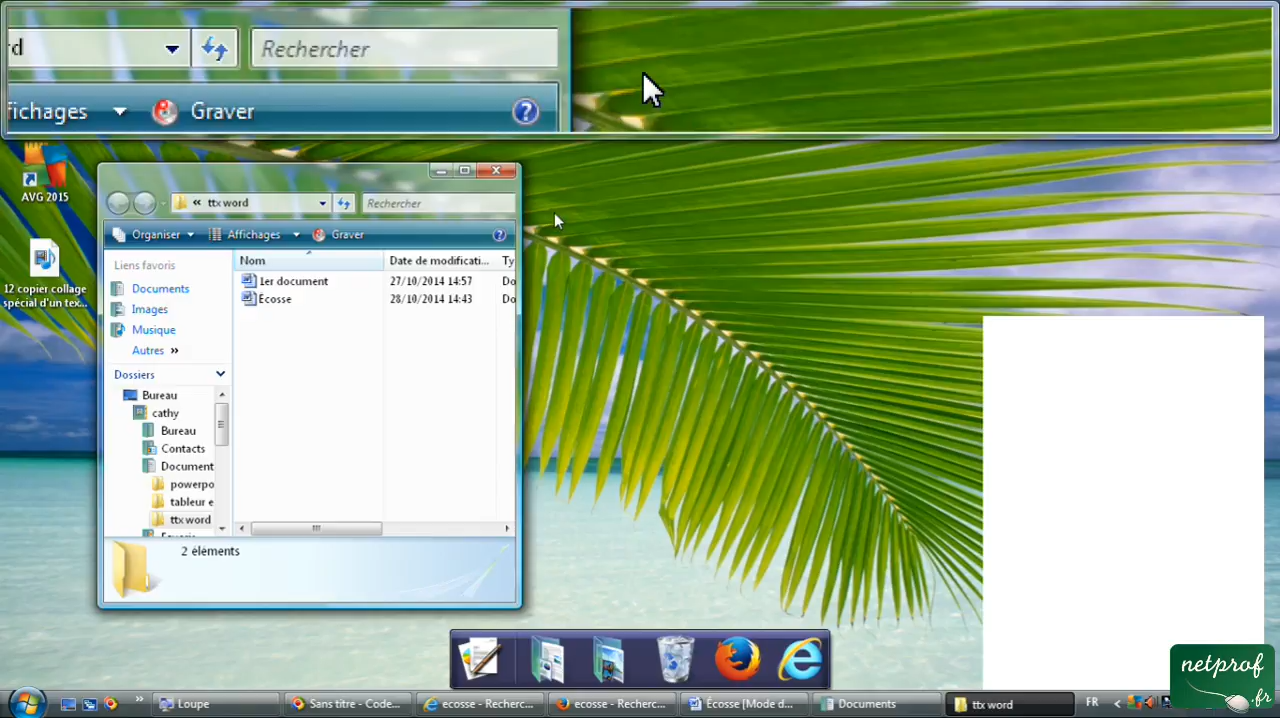 rd
Rechercher
fichages
Graver
?
AVG 2015
12 copier collage
spécial d'un tex...
« ttx word
Rechercher
Organiser
Affichages
Graver
?
Liens favoris
Documents
Images
Musique
Autres »
Dossiers
Bureau
cathy
Bureau
Contacts
Document
powerpo
tableur e
ttx word
Favoris
Nom
Date de modificati...
Ty
1er document
27/10/2014 14:57
Do
Écosse
28/10/2014 14:43
Do
2 éléments
Loupe
Sans titre - Code...
ecosse - Recherc...
ecosse - Recherc...
Écosse [Mode d...
Documents
ttx word
FR
netprof
.fr